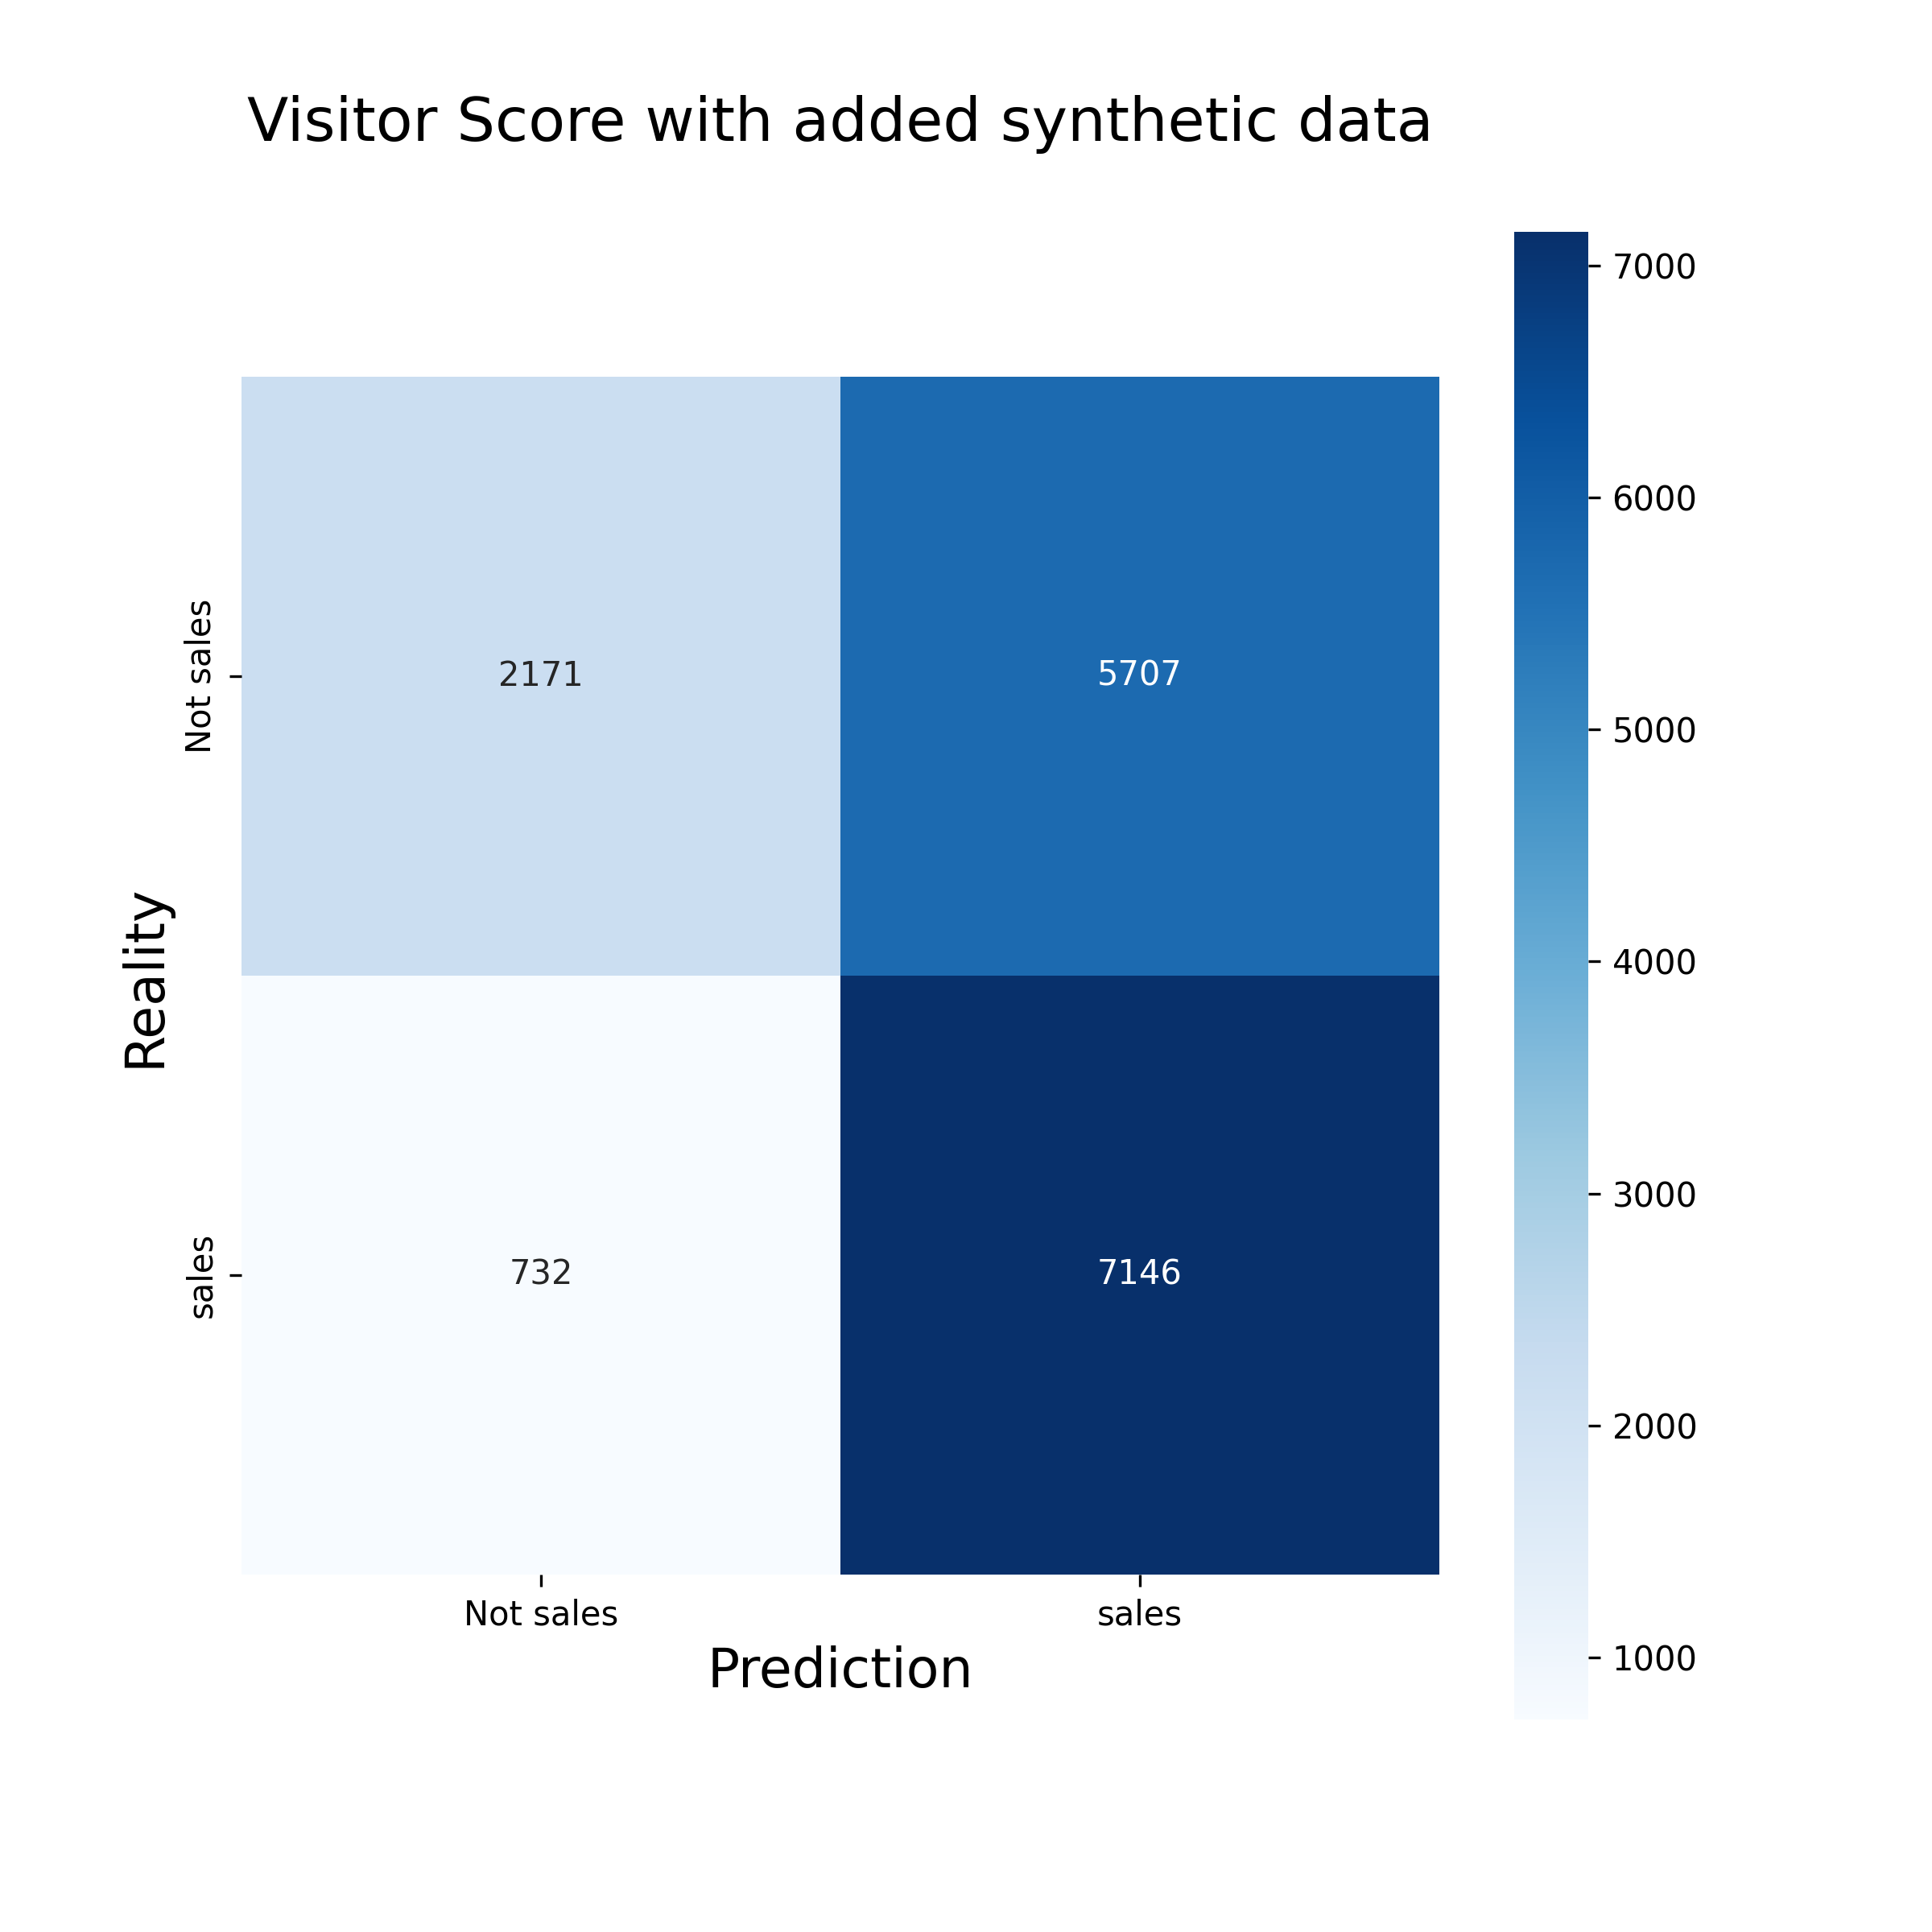 Visitor Score with added synthetic data
7000
6000
5000
4000
3000
2000
1000
Reality
Not sales
sales
2171
5707
732
7146
Not sales
sales
Prediction